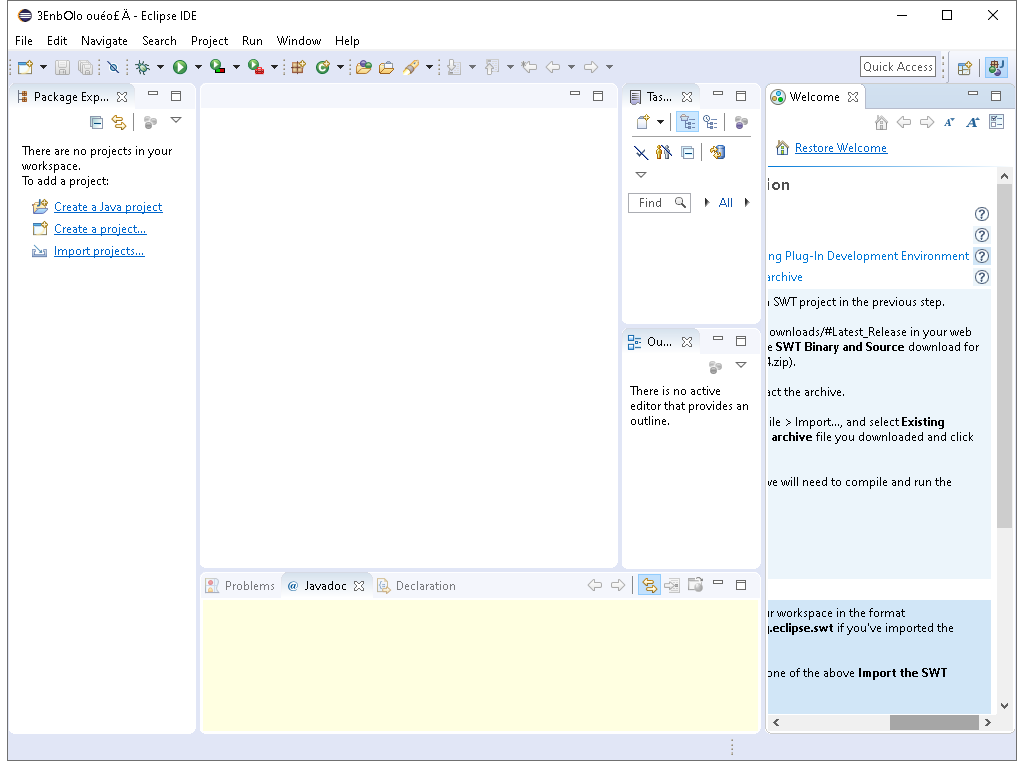 3EnbOlo ouéo£Ä - Eclipse IDE
File Edit Navigate Search Project Run Window Help
Quick Access
Package Exp...
There are no projects in your
workspace.
To add a project:
Create a Java project
Create a project...
Import projects...
Tas...
Find
All
Ou...
There is no active
editor that provides an
outline.
Problems
@ Javadoc
Declaration
Welcome
Restore Welcome
ion
ng Plug-In Development Environment
archive
SWT project in the previous step.
ownloads/#Latest_Release in your web
e SWT Binary and Source download for
4.zip).
act the archive.
ile > Import..., and select Existing
archive file you downloaded and click
ve will need to compile and run the
ur workspace in the format
g.eclipse.swt if you've imported the
one of the above Import the SWT